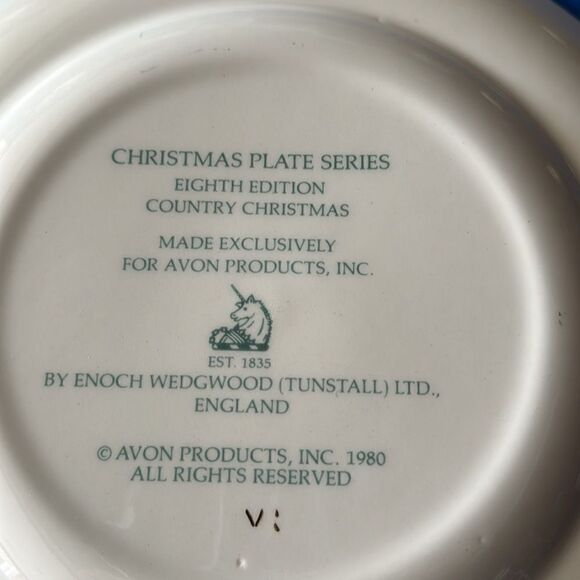 CHRISTMAS PLATE SERIES
EIGHTH EDITION
COUNTRY CHRISTMAS
MADE EXCLUSIVELY
FOR AVON PRODUCTS, INC.
EST. 1835
BY ENOCH WEDGWOOD (TUNSTALL) LTD.,
ENGLAND
© AVON PRODUCTS, INC. 1980
ALL RIGHTS RESERVED